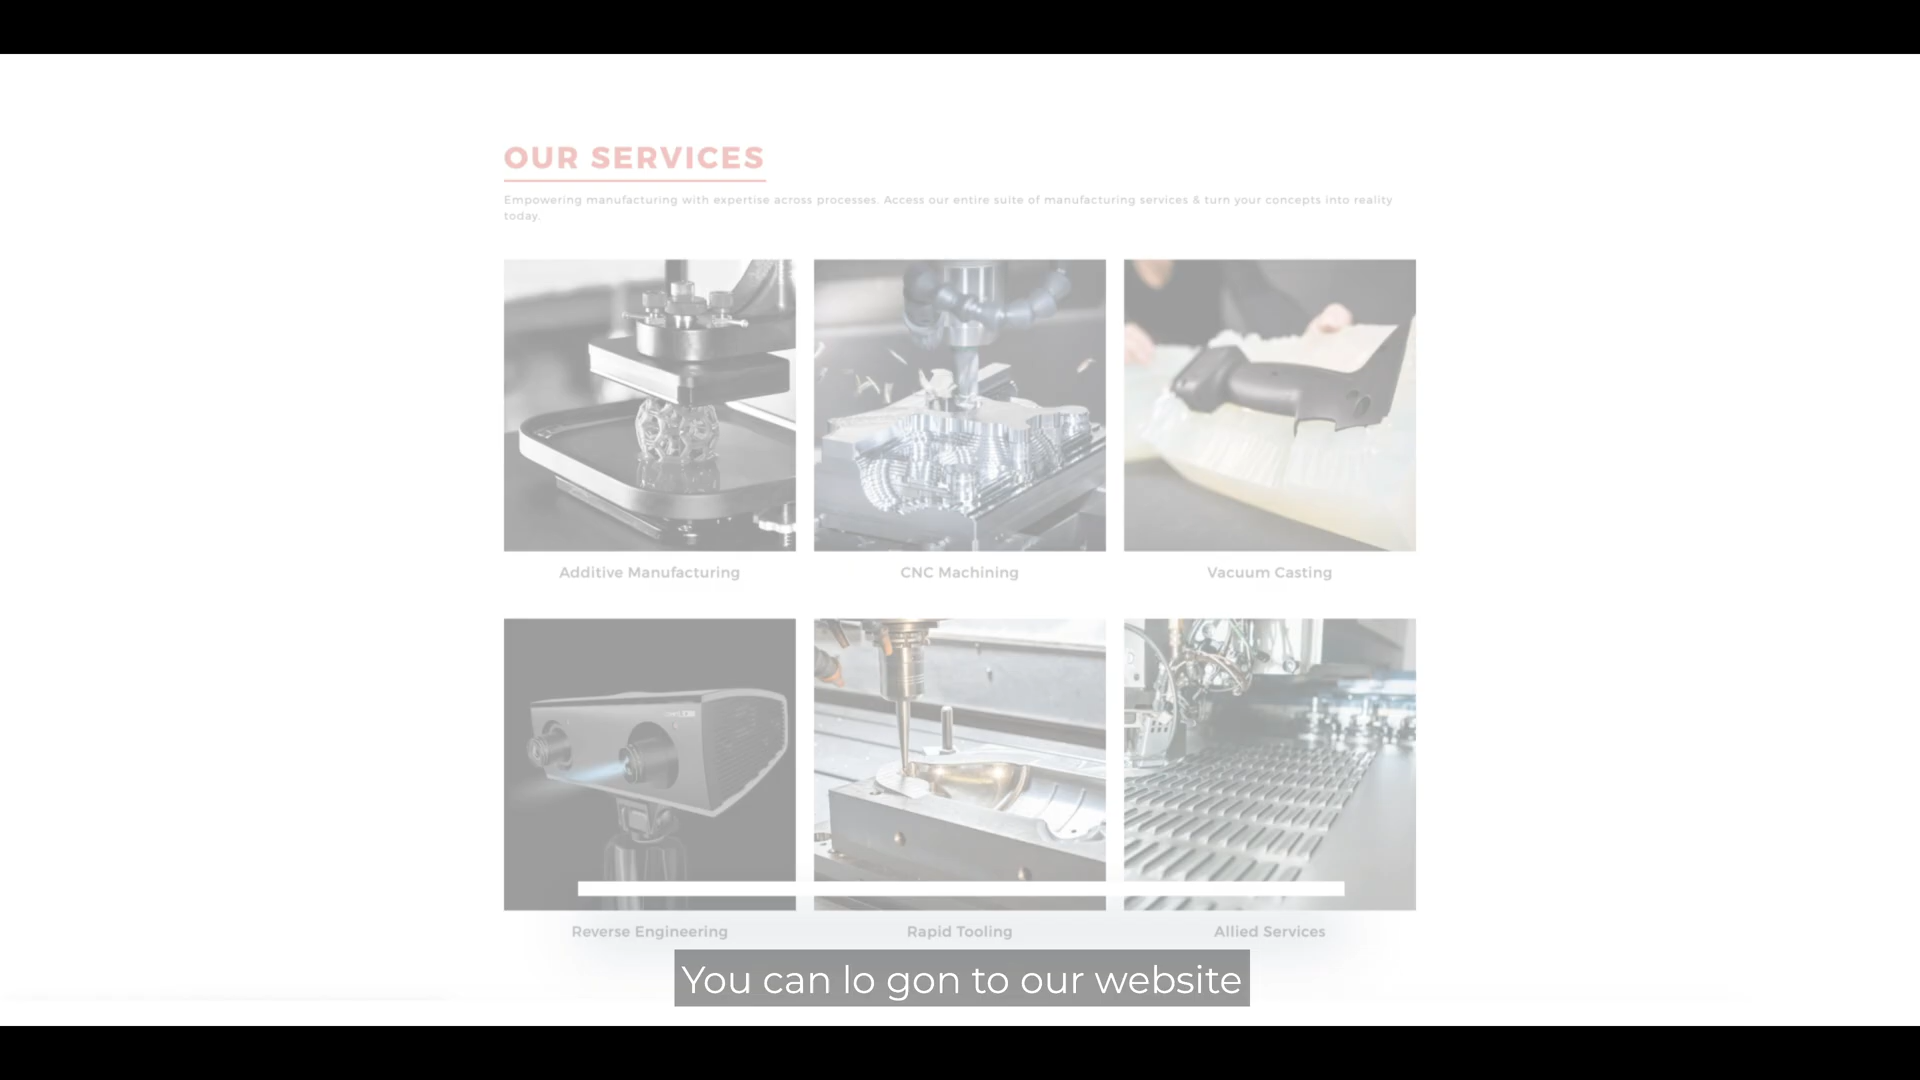 OUR SERVICES
Empowering manufacturing with expertise across processes. Access our entire suite of manufacturing services & turn your concepts into reality
today.
Additive Manufacturing
CNC Machining
Vacuum Casting
Reverse Engineering
Rapid Tooling
Allied Services
You can lo gon to our website